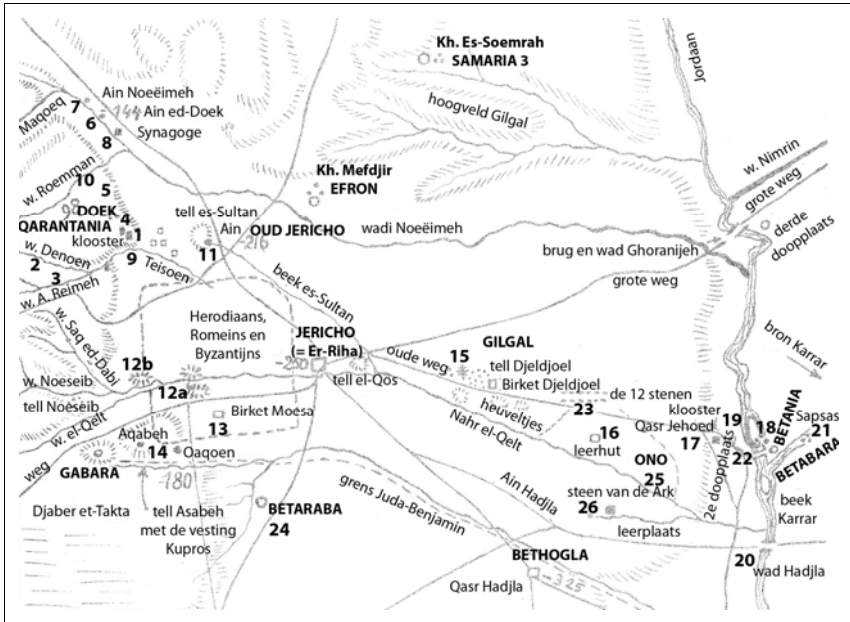 Kh. Es-Soemrah
SAMARIA 3
Jordaan
Ain Noeëimeh
Maqoeq
7
144
Ain ed-Doek
6
Synagoge
8
hoogveld Gilgal
w. Nimrin
grote weg
Kh. Mefdjir
EFRON
w. Roemman
10
5
98
DOEK
4
QARANTANIA
klooster
1
tell es-Sultan
Ain
OUD JERICHO
-216
11
wadi Noeëimeh
derde
doopplaats
brug en wad Ghoranijeh
w. Denoen
2
9
Teisoen
3
w. A. Reimeh
beek es-Sultan
grote weg
w. Saq ed-Dabi
Herodiaans,
Romeins en
Byzantijns
JERICHO
(= Er-Riha)
250
GILGAL
oude weg
15
tell Djeldjoel
Birket Djeldjoel
bron Karrar
12b
tell el-Qos
w. Noeseib
12a
heuveltjes
de 12 stenen
23
klooster
Qasr Jehoed
19
18
BETANIA
Sapsas
21
tell Noeseib
w. el-Qelt
Birket Moesa
13
Nahr el-Qelt
16
leerhut
17
22
BETABARA
2e doopplaats
Aqabeh
14
Oaqoen
weg
GABARA
180
ONO
25
Ain Hadjla
steen van de Ark
26
beek
Karrar
Djaber et-Takta
tell Asabeh
met de vesting
Kupros
BETARABA
24
grens Juda-Benjamin
leerplaats
BETHOGLA
20
wad Hadjla
Qasr Hadjla
-325